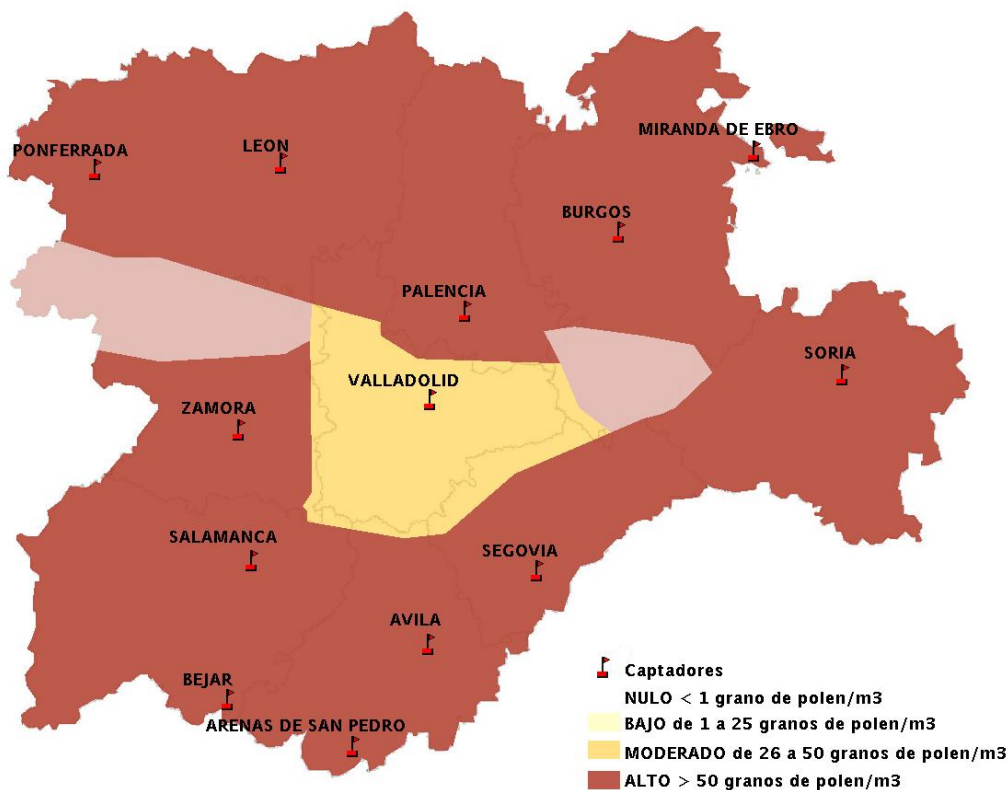 MIRANDA DE EBRO
PONFERRADA
LEON
BURGOS
PALENCIA
SORIA
VALLADOLID
ZAMORA
SALAMANCA
SEGOVIA
AVILA
BEJAR
ARENAS DE SAN PEDRO
Captadores
NULO < 1 grano de polen/m3
BAJO de 1 a 25 granos de polen/m3
MODERADO de 26 a 50 granos de polen/m3
ALTO > 50 granos de polen/m3